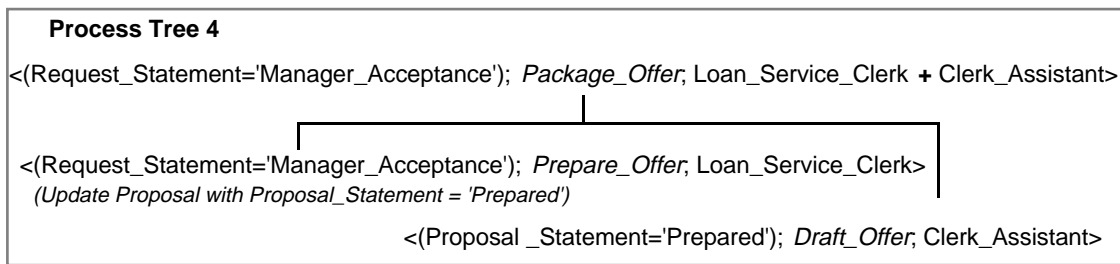 Process Tree 4
<(Request_Statement='Manager_Acceptance'); Package_Offer; Loan_Service_Clerk + Clerk_Assistant>
<(Request_Statement='Manager_Acceptance'); Prepare_Offer; Loan_Service_Clerk>
(Update Proposal with Proposal_Statement = 'Prepared')
<(Proposal _Statement='Prepared'); Draft_Offer; Clerk_Assistant>